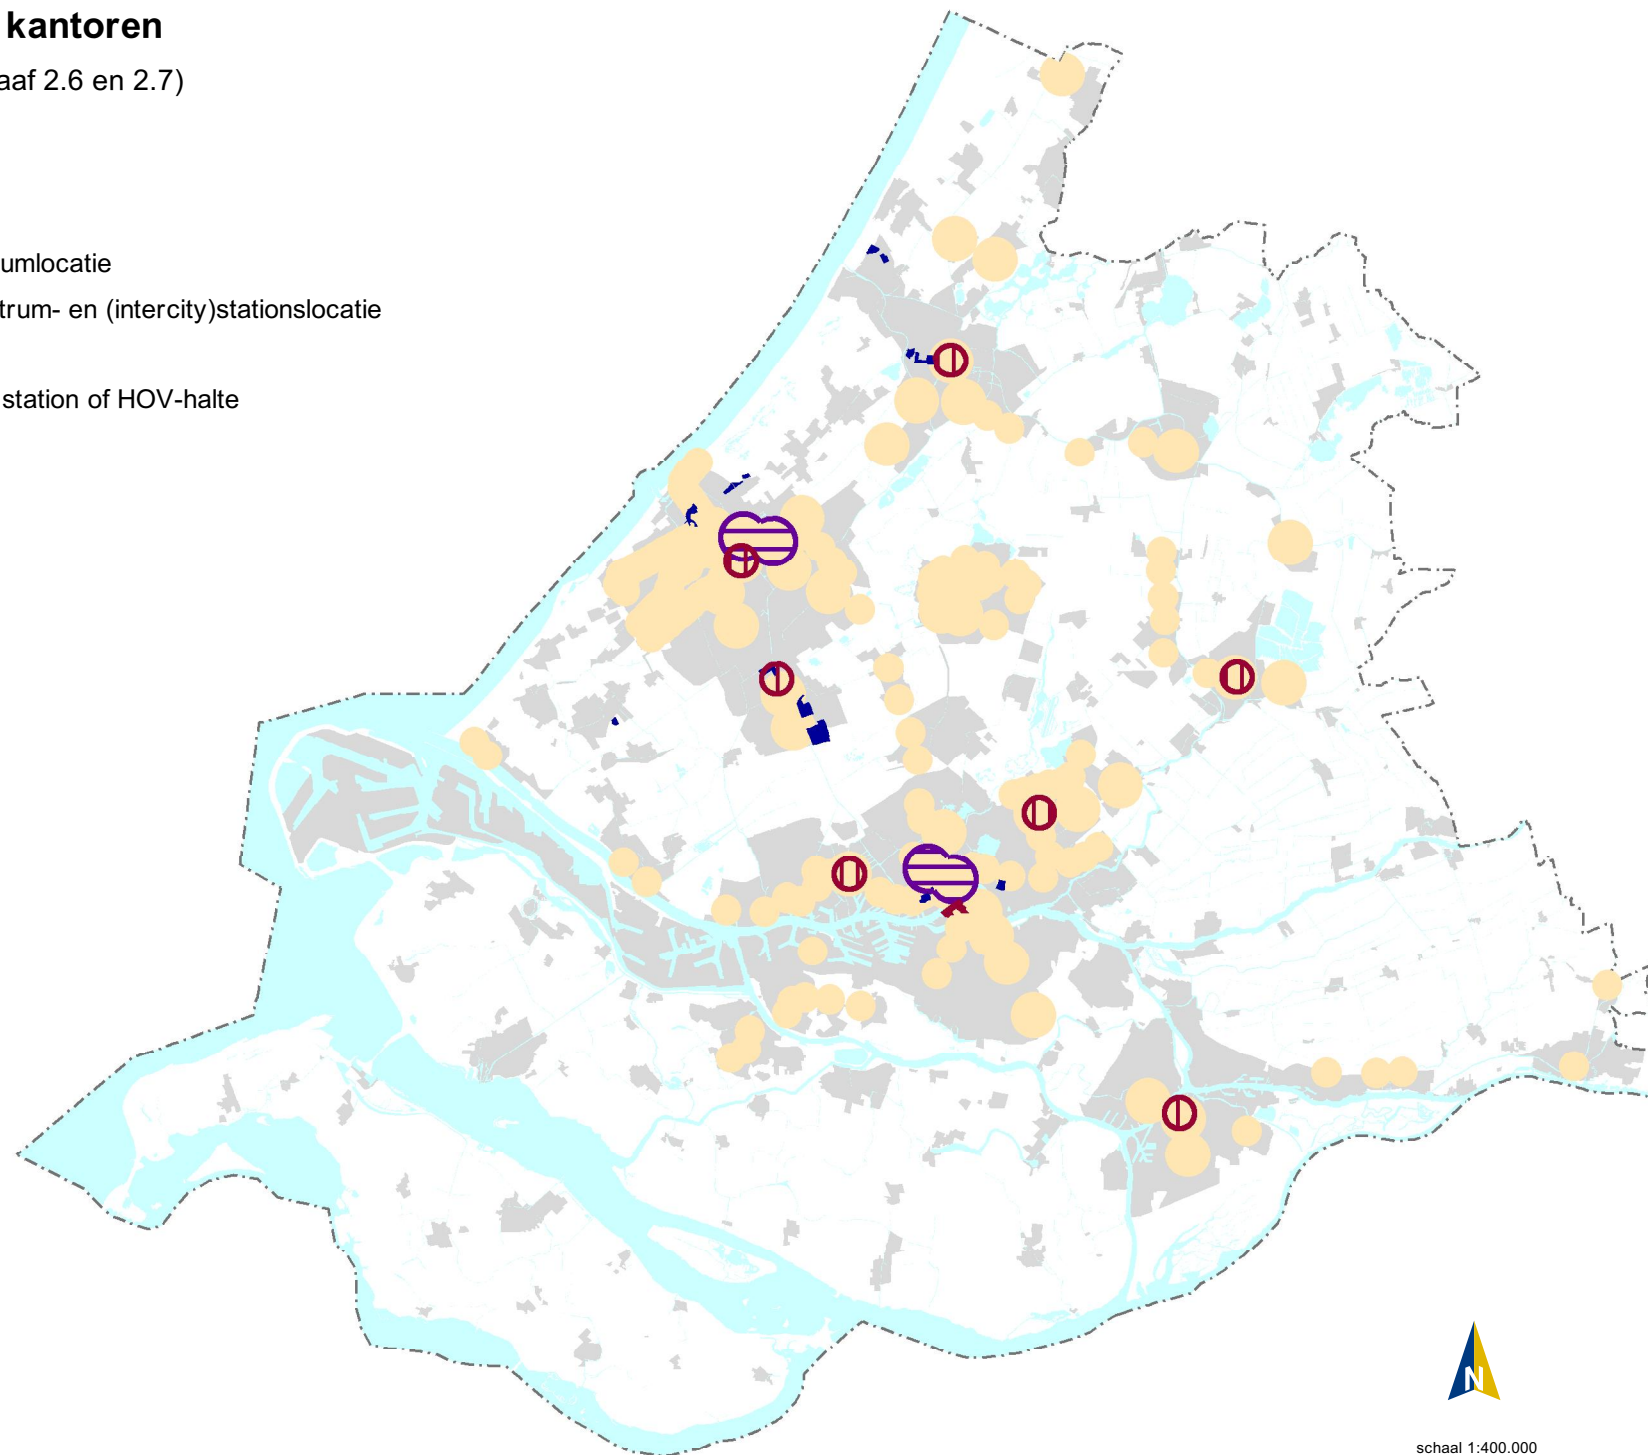 kantoren
aaf 2.6 en 2.7)
umlocatie
trum- en (intercity)stationslocatie
station of HOV-halte
N
schaal 1:400.000